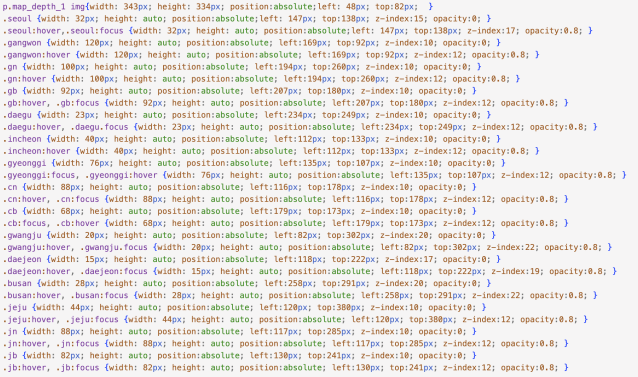 p.map_depth_1 img{width: 343px; height: 334px; position:absolute;left: 48px; top:82px;  }
.seoul {width: 32px; height: auto; position:absolute;left: 147px; top:138px; z-index:15; opacity:0; }
.seoul:hover,.seoul:focus {width: 32px; height: auto; position:absolute;left: 147px; top:138px; z-index:17; opacity:0.8; }
.gangwon {width: 120px; height: auto; position:absolute; left:169px; top:92px; z-index:10; opacity:0; }
.gangwon:hover {width: 120px; height: auto; position:absolute; left:169px; top:92px; z-index:12; opacity:0.8; }
.gn {width: 100px; height: auto; position:absolute; left:194px; top:260px; z-index:10; opacity:0; }
.gn:hover {width: 100px; height: auto; position:absolute; left:194px; top:260px; z-index:12; opacity:0.8; }
.gb {width: 92px; height: auto; position:absolute; left:207px; top:180px; z-index:10; opacity:0; }
.gb:hover, .gb:focus {width: 92px; height: auto; position:absolute; left:207px; top:180px; z-index:12; opacity:0.8; }
.daegu {width: 23px; height: auto; position:absolute; left:234px; top:249px; z-index:10; opacity:0; }
.daegu:hover, .daegu.focus {width: 23px; height: auto; position:absolute; left:234px; top:249px; z-index:12; opacity:0.8; }
.incheon {width: 40px; height: auto; position:absolute; left:112px; top:133px; z-index:10; opacity:0; }
.incheon:hover {width: 40px; height: auto; position:absolute; left:112px; top:133px; z-index:12; opacity:0.8; }
.gyeonggi {width: 76px; height: auto; position:absolute; left:135px; top:107px; z-index:10; opacity:0; }
.gyeonggi:focus, .gyeonggi:hover {width: 76px; height: auto; position:absolute; left:135px; top:107px; z-index:12; opacity:0.8; }
.cn {width: 88px; height: auto; position:absolute; left:116px; top:178px; z-index:10; opacity:0; }
.cn:hover, .cn:focus {width: 88px; height: auto; position:absolute; left:116px; top:178px; z-index:12; opacity:0.8; }
.cb {width: 68px; height: auto; position:absolute; left:179px; top:173px; z-index:10; opacity:0; }
.cb:focus, .cb:hover {width: 68px; height: auto; position:absolute; left:179px; top:173px; z-index:12; opacity:0.8; }
.gwangju {width: 20px; height: auto; position:absolute; left:82px; top:302px; z-index:20; opacity:0; }
.gwangju:hover, .gwangju.focus {width: 20px; height: auto; position:absolute; left:82px; top:302px; z-index:22; opacity:0.8; }
.daejeon {width: 15px; height: auto; position:absolute; left:118px; top:222px; z-index:17; opacity:0; }
.daejeon:hover, .daejeon:focus {width: 15px; height: auto; position:absolute; left:118px; top:222px; z-index:19; opacity:0.8; }
.busan {width: 28px; height: auto; position:absolute; left:258px; top:291px; z-index:20; opacity:0; }
.busan:hover, .busan:focus {width: 28px; height: auto; position:absolute; left:258px; top:291px; z-index:22; opacity:0.8; }
.jeju {width: 44px; height: auto; position:absolute; left:120px; top:380px; z-index:10; opacity:0; }
.jeju:hover, .jeju:focus {width: 44px; height: auto; position:absolute; left:120px; top:380px; z-index:12; opacity:0.8; }
.jn {width: 88px; height: auto; position:absolute; left:117px; top:285px; z-index:10; opacity:0; }
.jn:hover, .jn:focus {width: 88px; height: auto; position:absolute; left:117px; top:285px; z-index:12; opacity:0.8; }
.jb {width: 82px; height: auto; position:absolute; left:130px; top:241px; z-index:10; opacity:0; }
.jb:hover, .jb:focus {width: 82px; height: auto; position:absolute; left:130px; top:241px; z-index:12; opacity:0.8; }